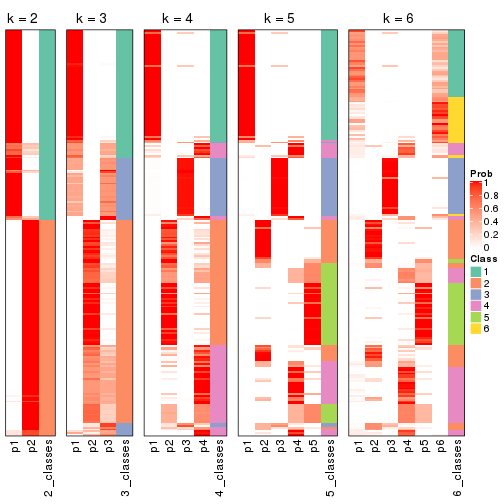 k = 2
k = 3
k = 4
k = 5
k = 6
Prob
1
0.8
0.6
0.4
0.2
0
Class
1
2
3
4
5
6
p1
p2
2_classes
p1
p2
p3
3_classes
p1
p2
p3
p4
4_classes
p1
p2
p3
p4
p5
5_classes
p1
p2
p3
p4
p5
p6
6_classes